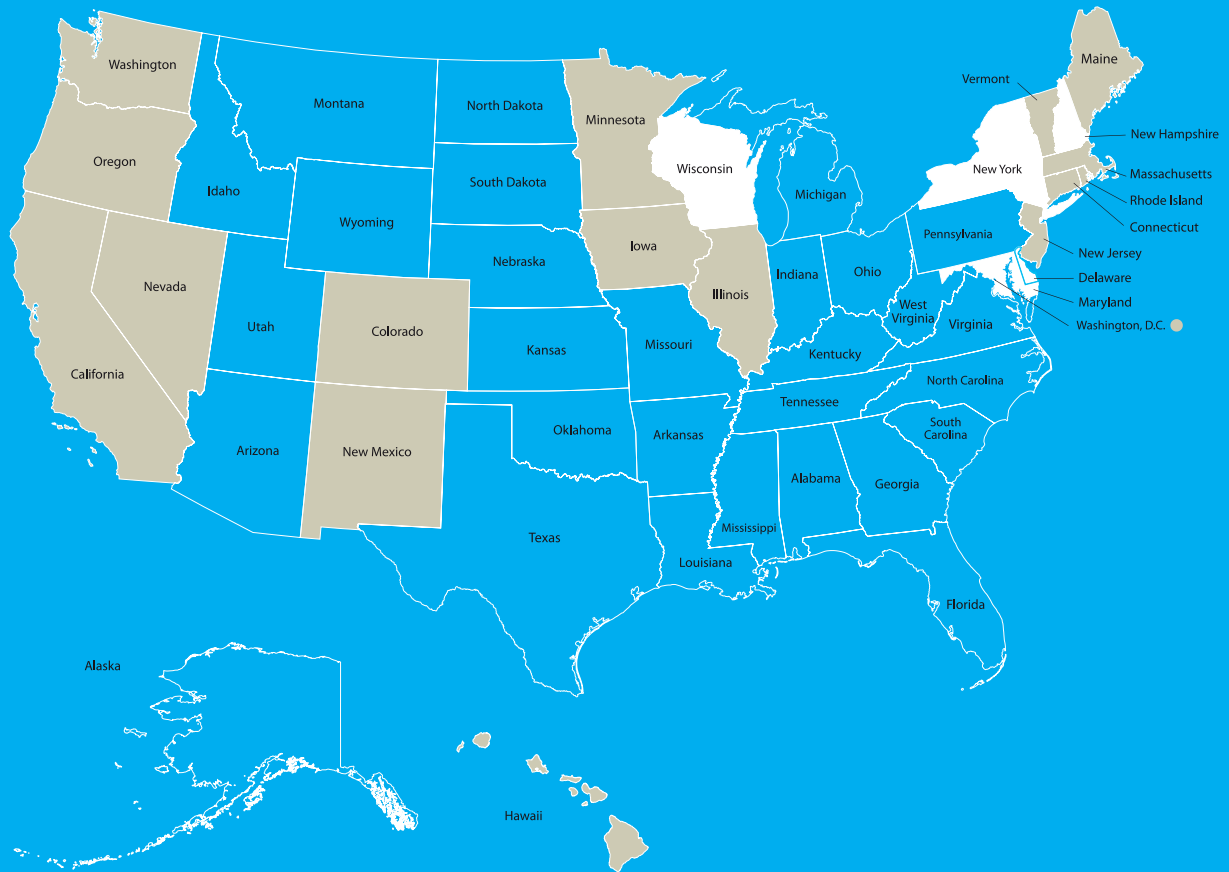 Washington
Montana
North Dakota
Minnesota
Maine
Vermont
New Hampshire
Oregon
Idaho
South Dakota
Wisconsin
New York
Massachusetts
Rhode Island
Connecticut
Wyoming
Michigan
Pennsylvania
New Jersey
Delaware
Maryland
Washington, D.C.
Nevada
Utah
Colorado
Nebraska
Iowa
Illinois
Indiana
Ohio
West
Virginia
Virginia
California
Kansas
Missouri
Kentucky
North Carolina
Tennessee
South
Carolina
Arizona
New Mexico
Oklahoma
Arkansas
Mississippi
Alabama
Georgia
Texas
Louisiana
Florida
Alaska
Hawaii